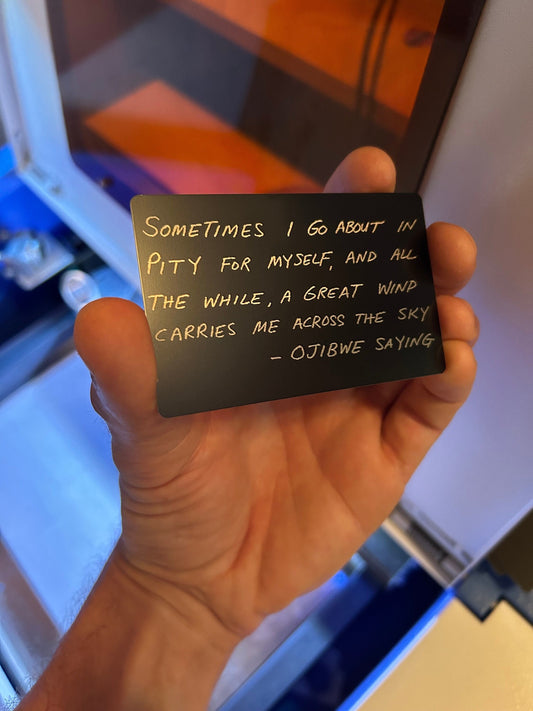 SOMETIMES I GO ABOUT IN
PITY FOR MYSELF, AND ALL
THE WHILE, A GREAT WIND
CARRIES ME ACROSS THE SKY
- OJIBWE SAYING